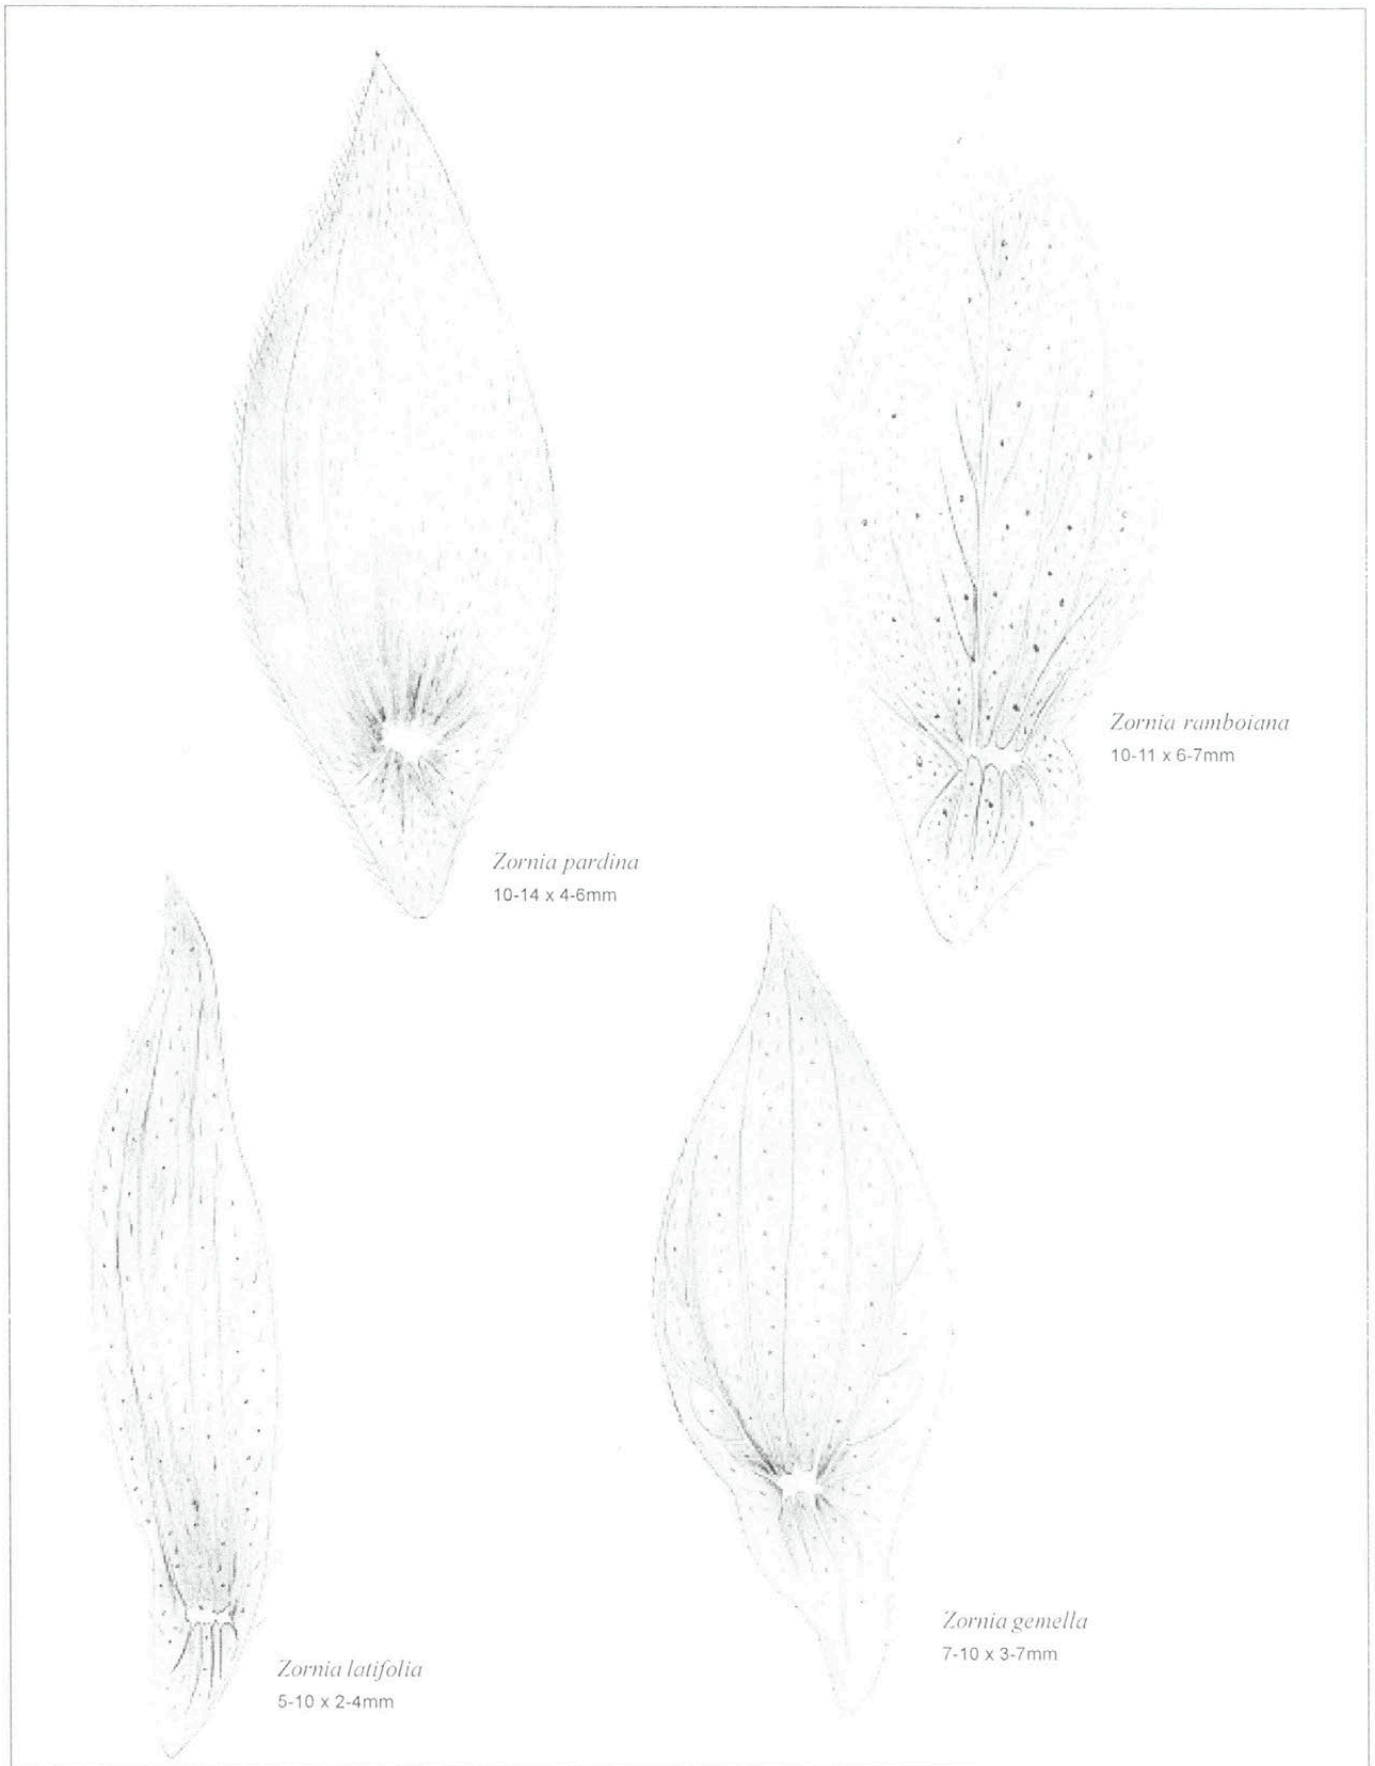 Zornia ramboiana
10-11 x 6-7mm
Zornia pardina
10-14 x 4-6mm
Zornia gemella
7-10 x 3-7mm
Zornia latifolia
5-10 x 2-4mm